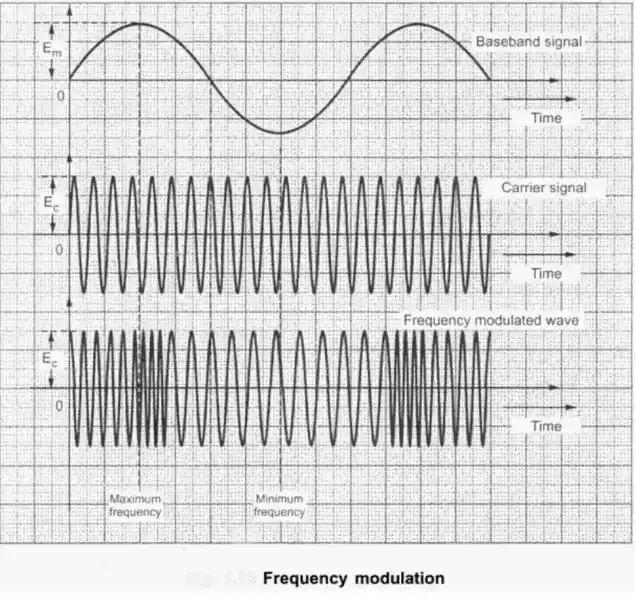 Em
Baseband signal
0
Time
Carrier signal
Ec
0
Time
Frequency modulated wave
Ec
0
Time
Maximum
frequency
Minimum
frequency
Frequency modulation